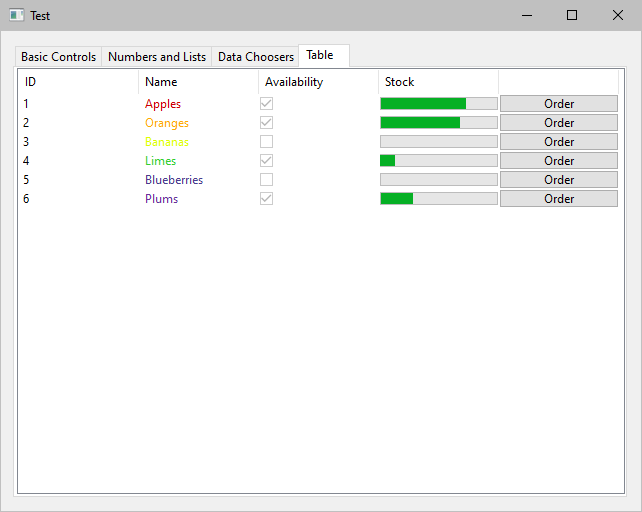 Test
Basic Controls Numbers and Lists Data Choosers Table
ID Name Availability Stock
1 Apples Order
2 Oranges Order
3 Bananas Order
4 Limes Order
5 Blueberries Order
6 Plums Order